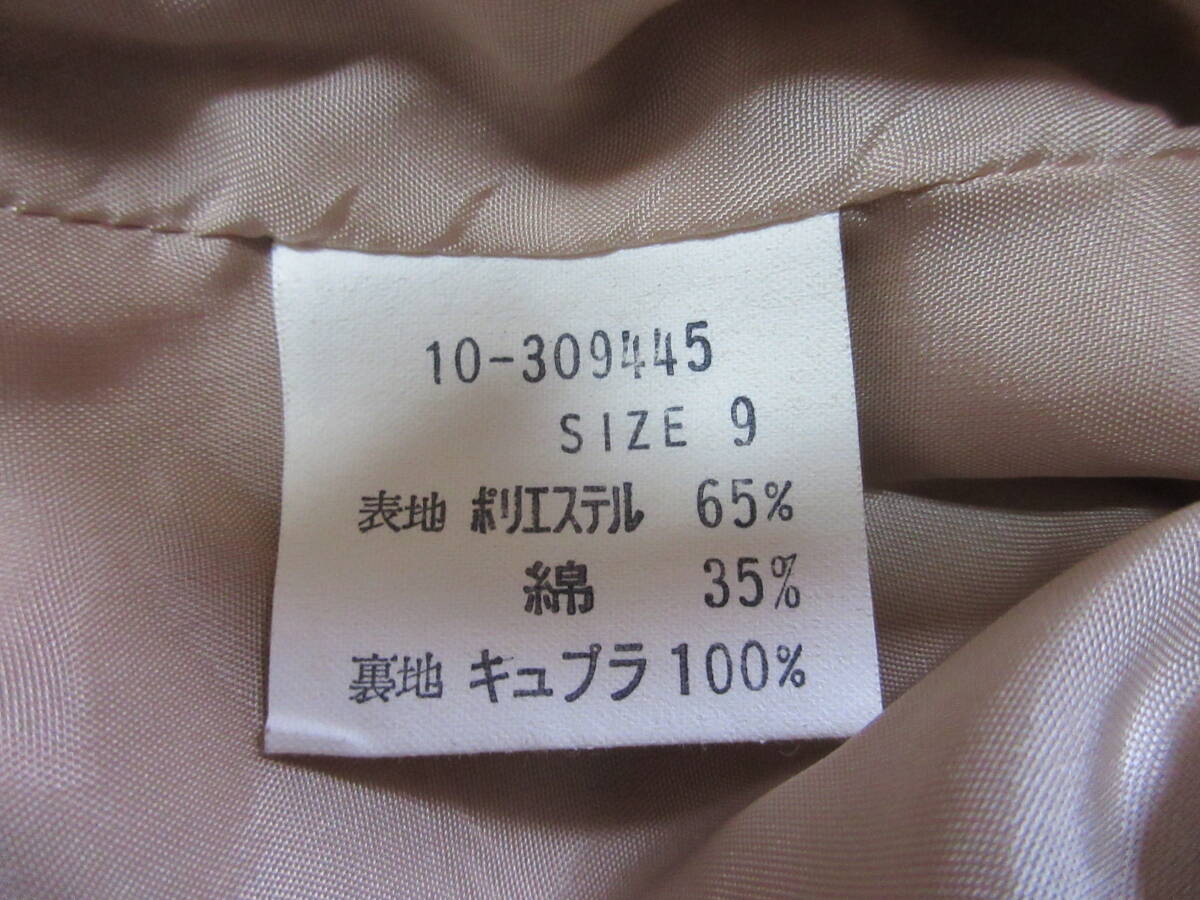 10-309445
SIZE 9
表地 ポリエステル 65%
綿 35%
裏地 キュプラ 100%